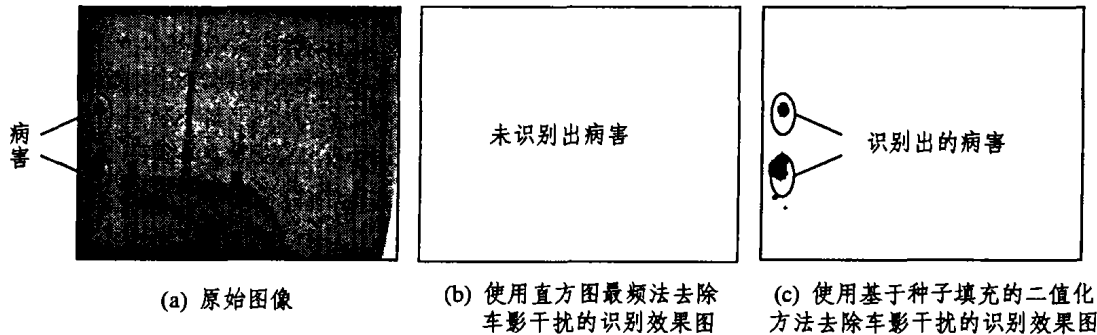 病害
未识别出病害
识别出的病害
(a) 原始图像
(b) 使用直方图最频法去除
车影干扰的识别效果图
(c) 使用基于种子填充的二值化
方法去除车影干扰的识别效果图